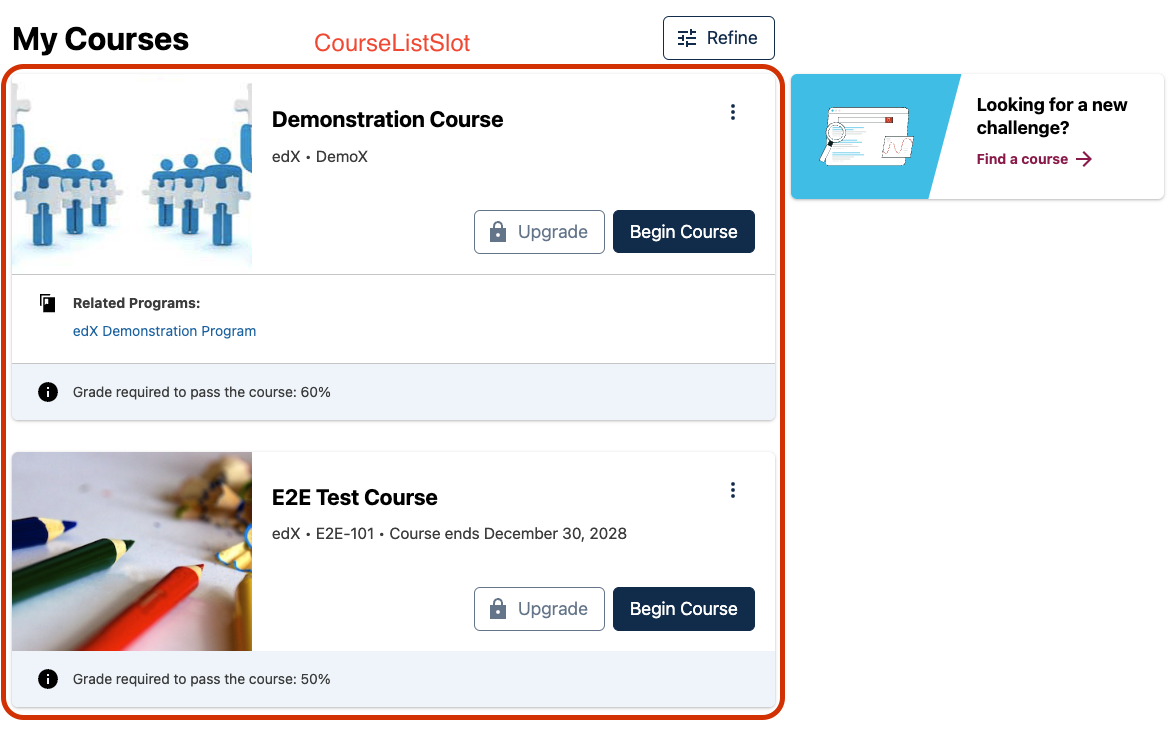 My Courses
CourseListSlot
Refine
Demonstration Course
edX • DemoX
Upgrade
Begin Course
Related Programs:
edX Demonstration Program
Grade required to pass the course: 60%
E2E Test Course
edX • E2E-101 • Course ends December 30, 2028
Upgrade
Begin Course
Grade required to pass the course: 50%
Looking for a new
challenge?
Find a course